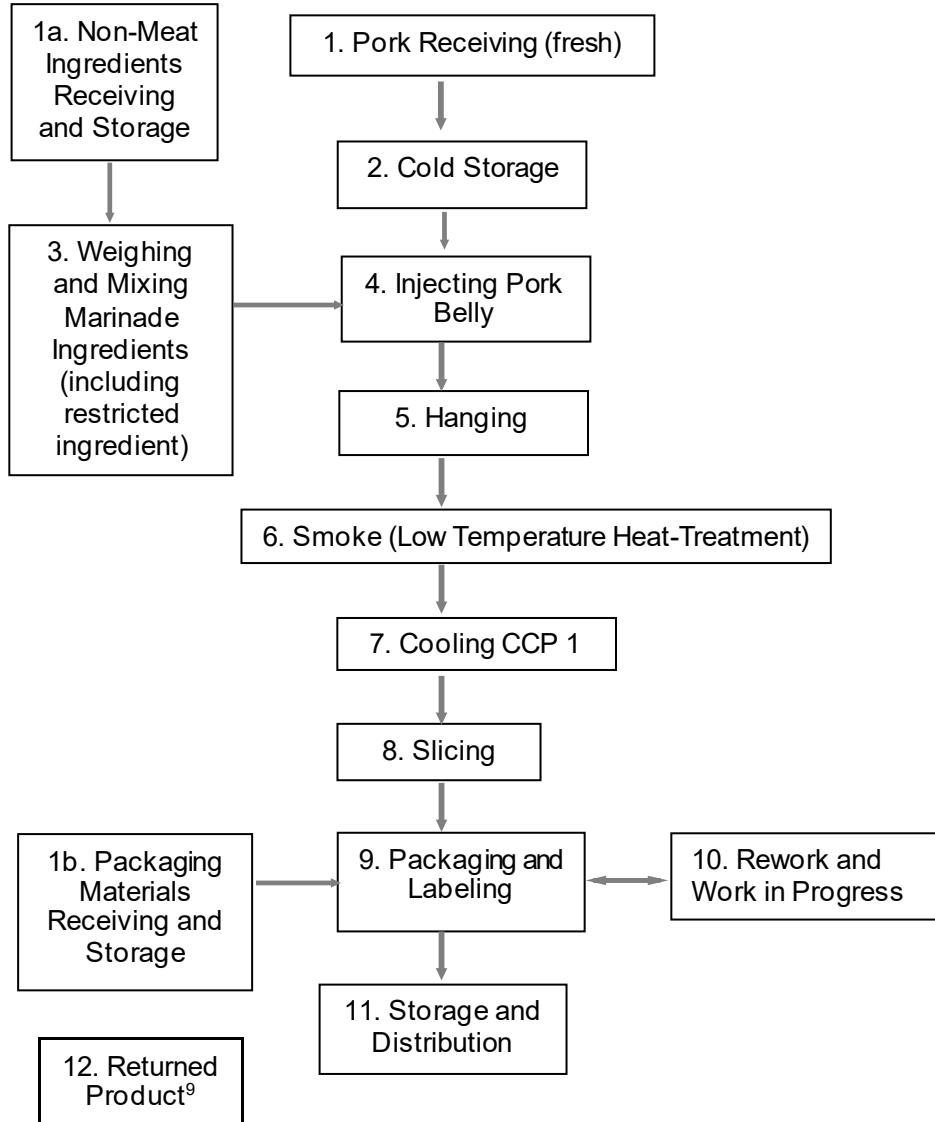 1a. Non-Meat
Ingredients
Receiving
and Storage
1. Pork Receiving (fresh)
2. Cold Storage
3. Weighing
and Mixing
Marinade
Ingredients
(including
restricted
ingredient)
4. Injecting Pork
Belly
5. Hanging
6. Smoke (Low Temperature Heat-Treatment)
7. Cooling CCP 1
8. Slicing
1b. Packaging
Materials
Receiving and
Storage
9. Packaging and
Labeling
10. Rework and
Work in Progress
11. Storage and
Distribution
12. Returned
Product⁹